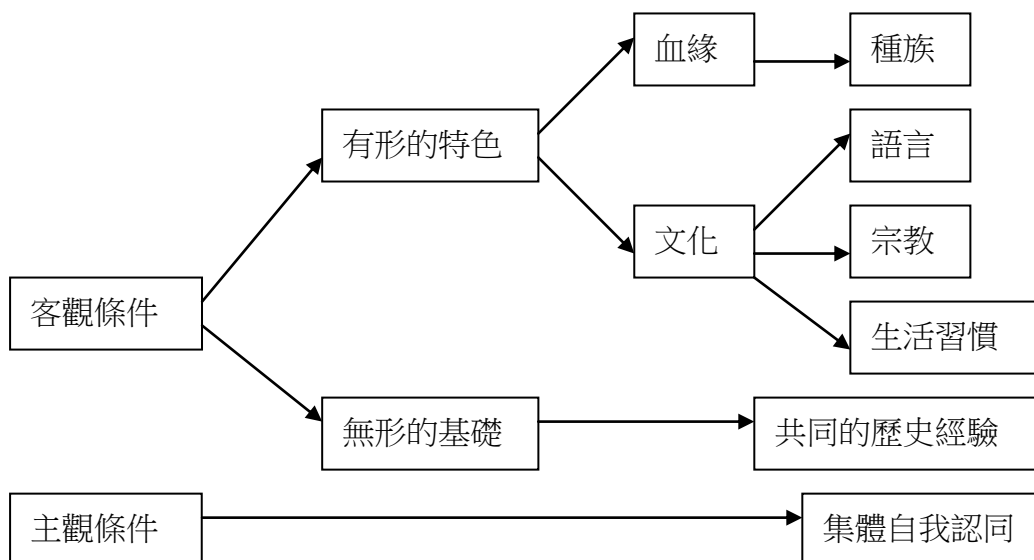 血緣
種族
有形的特色
語言
文化
宗教
客觀條件
生活習慣
無形的基礎
共同的歷史經驗
主觀條件
集體自我認同